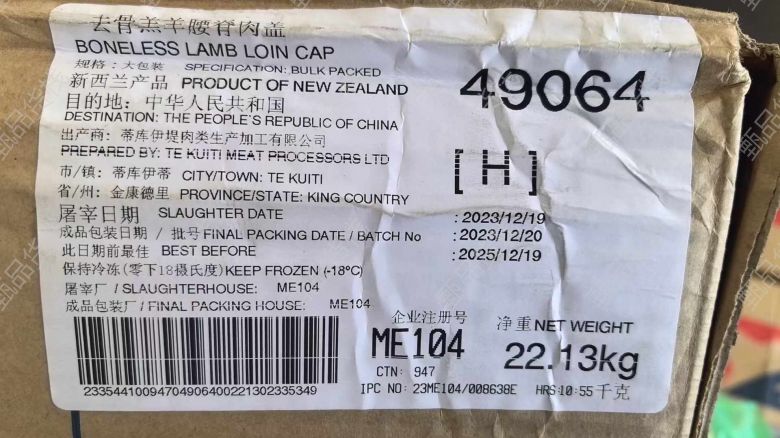 去骨羔羊腰脊肉盖
BONELESS LAMB LOIN CAP
规格：大包装 SPECIFICATION: BULK PACKED
新西兰产品 PRODUCT OF NEW ZEALAND
49064
目的地：中华人民共和国
DESTINATION: THE PEOPLE'S REPUBLIC OF CHINA
出产商：蒂库伊堤肉类生产加工有限公司
PREPARED BY: TE KUITI MEAT PROCESSORS LTD
[H]
市/镇：蒂库伊蒂 CITY/TOWN: TE KUITI
省/州：金康德里 PROVINCE/STATE: KING COUNTRY
屠宰日期 SLAUGHTER DATE :2023/12/19
成品包装日期 / 批号 FINAL PACKING DATE / BATCH No :2023/12/20
此日期前最佳 BEST BEFORE :2025/12/19
保持冷冻(零下18摄氏度) KEEP FROZEN (-18ºC)
屠宰厂 / SLAUGHTERHOUSE: ME104
成品包装厂 / FINAL PACKING HOUSE: ME104
企业注册号
净重 NET WEIGHT
ME104
22.13kg
CTN: 947
千克
2335441009470490640022130233​5349
IPC NO: 23ME104/008638E HRS 10:55
甄品货